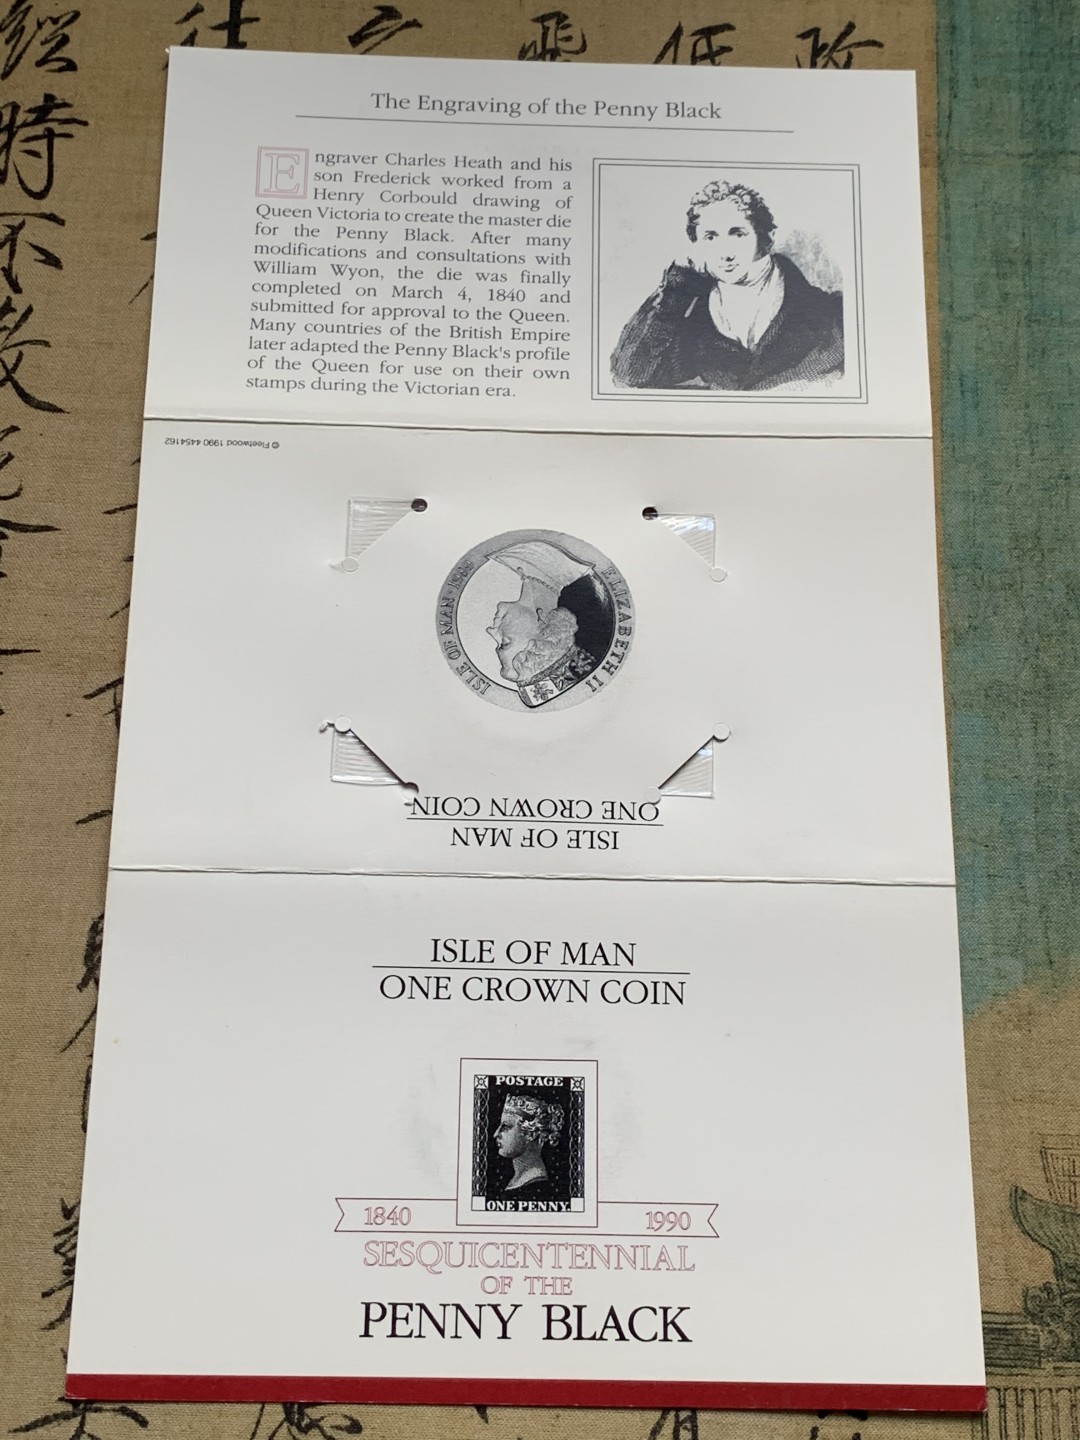 The Engraving of the Penny Black
Engraver Charles Heath and his
son Frederick worked from a
Henry Corbould drawing of
Queen Victoria to create the master die
for the Penny Black. After many
modifications and consultations with
William Wyon, the die was finally
completed on March 4, 1840 and
submitted for approval to the Queen.
Many countries of the British Empire
later adapted the Penny Black's profile
of the Queen for use on their own
stamps during the Victorian era.
© Fleetwood 1990 4454162
ISLE OF MAN
ELIZABETH II
ISLE OF MAN
ONE CROWN COIN
ISLE OF MAN
ONE CROWN COIN
POSTAGE
ONE PENNY.
1840 1990
SESQUICENTENNIAL
OF THE
PENNY BLACK
時